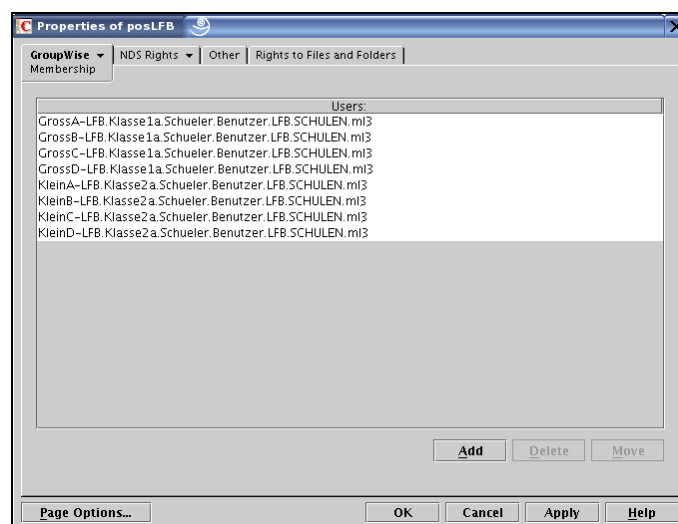 Properties of posLFB
GroupWise NDS Rights Other Rights to Files and Folders
Membership
Users:
GrossA-LFB.Klasse1a.Schueler.Benutzer.LFB.SCHULEN.ml3
GrossB-LFB.Klasse1a.Schueler.Benutzer.LFB.SCHULEN.ml3
GrossC-LFB.Klasse1a.Schueler.Benutzer.LFB.SCHULEN.ml3
GrossD-LFB.Klasse1a.Schueler.Benutzer.LFB.SCHULEN.ml3
KleinA-LFB.Klasse2a.Schueler.Benutzer.LFB.SCHULEN.ml3
KleinB-LFB.Klasse2a.Schueler.Benutzer.LFB.SCHULEN.ml3
KleinC-LFB.Klasse2a.Schueler.Benutzer.LFB.SCHULEN.ml3
KleinD-LFB.Klasse2a.Schueler.Benutzer.LFB.SCHULEN.ml3
Add Delete Move
Page Options... OK Cancel Apply Help